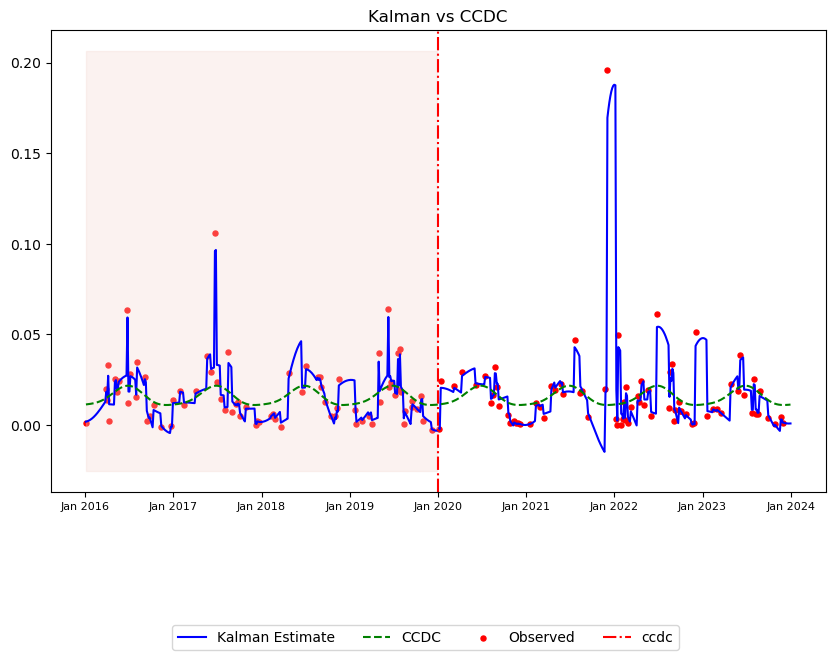 Kalman vs CCDC
0.20
0.15
0.10
0.05
0.00
Jan 2016 Jan 2017 Jan 2018 Jan 2019 Jan 2020 Jan 2021 Jan 2022 Jan 2023 Jan 2024
Kalman Estimate CCDC Observed ccdc